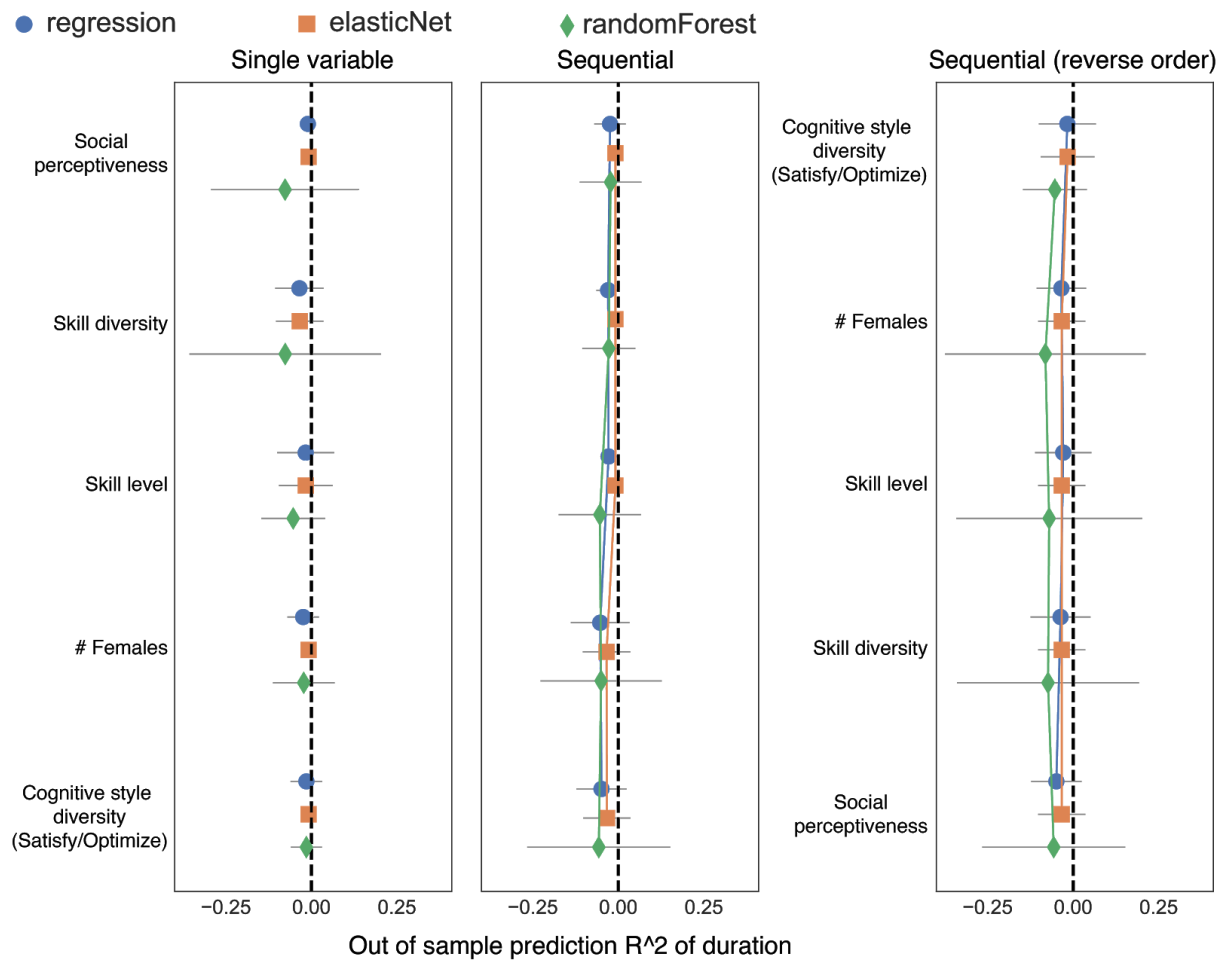 regression
elasticNet
randomForest
Single variable
Sequential
Sequential (reverse order)
Social
perceptiveness
Skill diversity
Skill level
# Females
Cognitive style
diversity
(Satisfy/Optimize)
Cognitive style
diversity
(Satisfy/Optimize)
# Females
Skill level
Skill diversity
Social
perceptiveness
−0.25 0.00 0.25
−0.25 0.00 0.25
−0.25 0.00 0.25
Out of sample prediction R^2 of duration